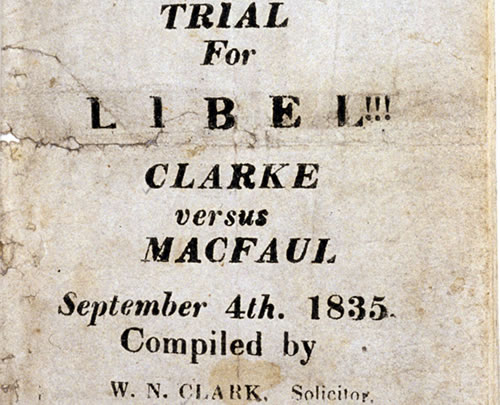 TRIAL
For
LIBEL!!!
CLARKE
versus
MACFAUL
September 4th. 1835.
Compiled by
W. N. CLARK, Solicitor.